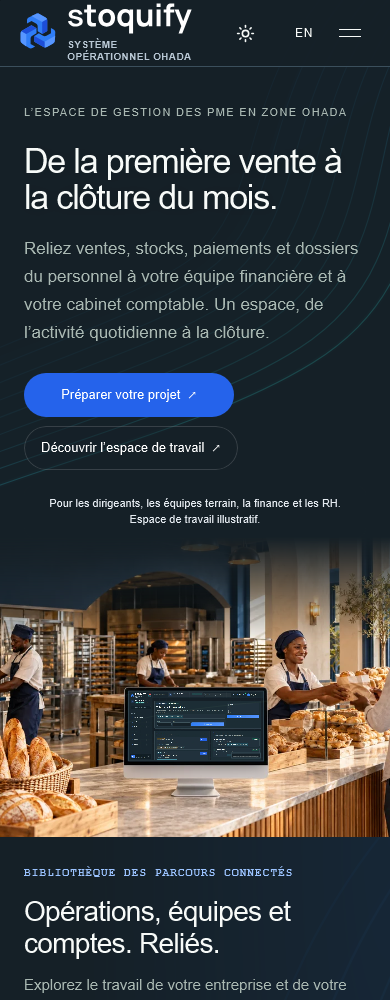 stoquify
SYSTÈME
OPÉRATIONNEL OHADA
EN
L'ESPACE DE GESTION DES PME EN ZONE OHADA
De la première vente à
la clôture du mois.
Reliez ventes, stocks, paiements et dossiers
du personnel à votre équipe financière et à
votre cabinet comptable. Un espace, de
l'activité quotidienne à la clôture.
Préparer votre projet ↗
Découvrir l'espace de travail ↗
Pour les dirigeants, les équipes terrain, la finance et les RH.
Espace de travail illustratif.
BIBLIOTHÈQUE DES PARCOURS CONNECTÉS
Opérations, équipes et
comptes. Reliés.
Explorez le travail de votre entreprise et de votre